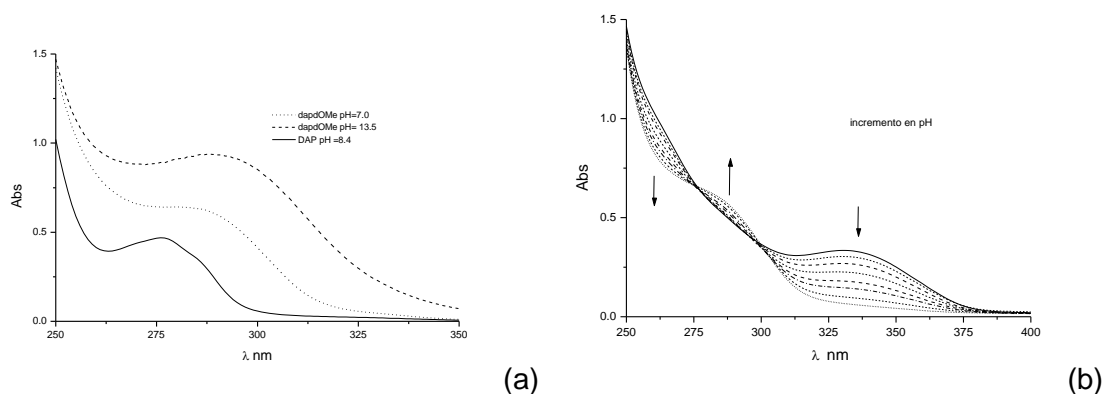 1.5
1.0
0.5
0.0
Abs
250
275
300
325
350
λ nm
dapdOMe pH=7.0
dapdOMe pH= 13.5
DAP pH =8.4
(a)
1.5
1.0
0.5
0.0
Abs
250
275
300
325
350
375
400
λ nm
incremento en pH
(b)